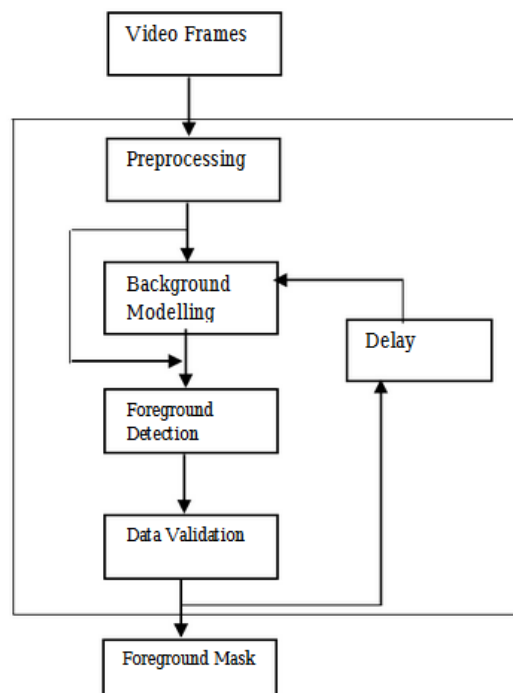 Video Frames
Preprocessing
Background
Modelling
Delay
Foreground
Detection
Data Validation
Foreground Mask